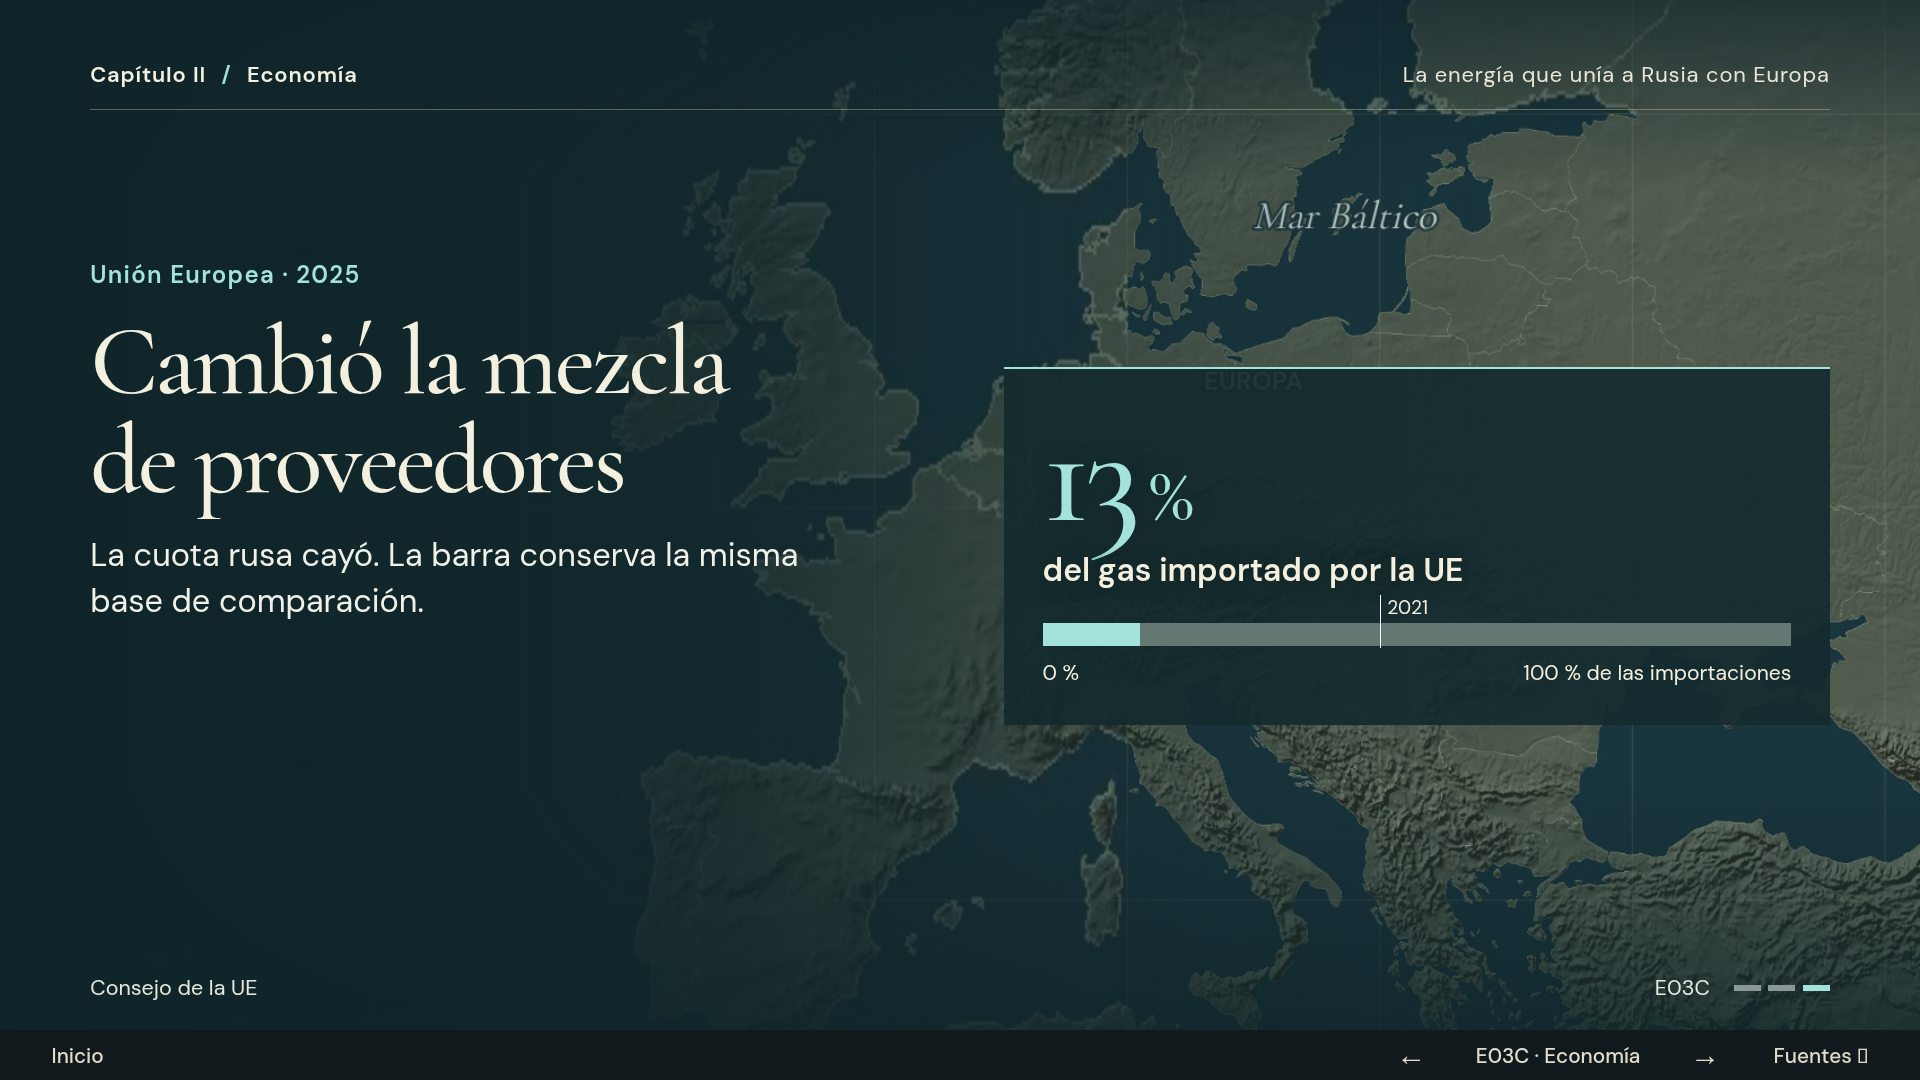 Capítulo II / Economía
La energía que unía a Rusia con Europa
Mar Báltico
Unión Europea · 2025
Cambió la mezcla
de proveedores
La cuota rusa cayó. La barra conserva la misma
base de comparación.
EUROPA
13 %
del gas importado por la UE
2021
0 %
100 % de las importaciones
Consejo de la UE
E03C
Inicio
← E03C · Economía →
Fuentes